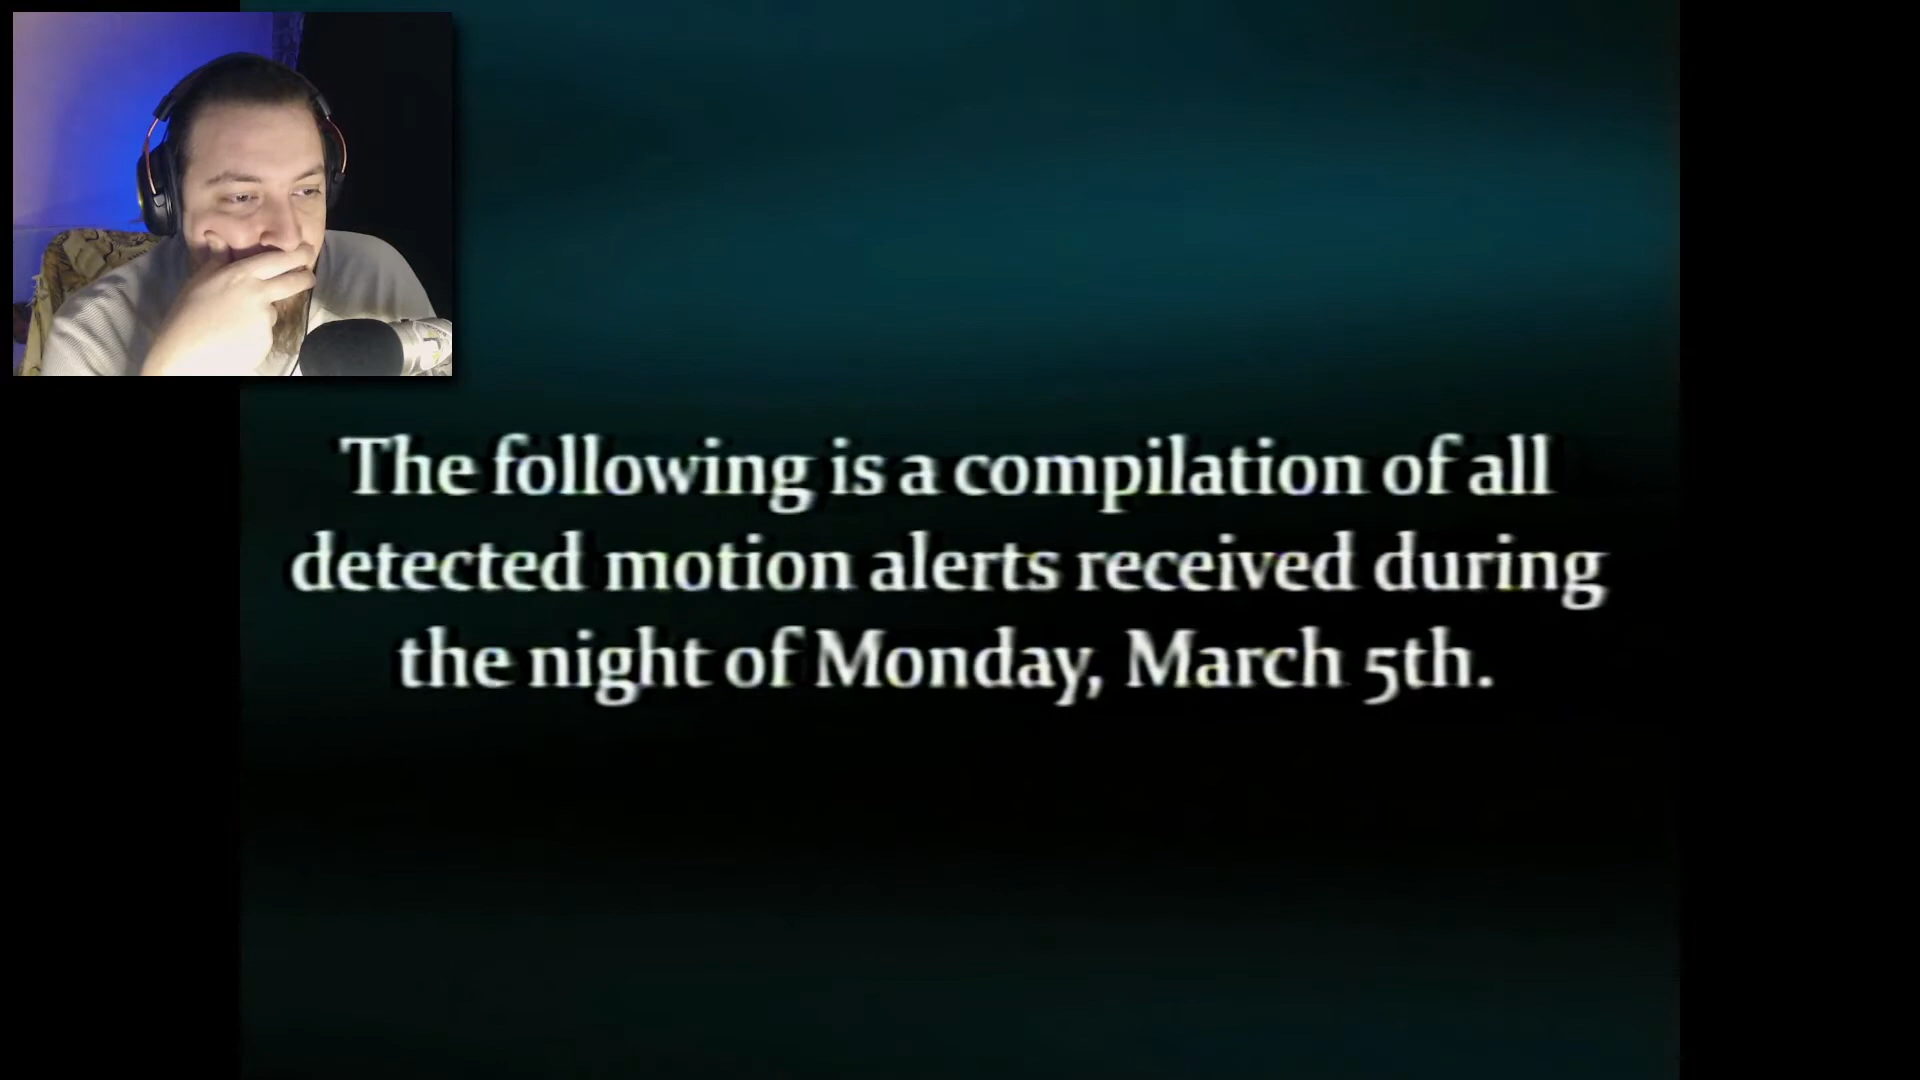 The following is a compilation of all
detected motion alerts received during
the night of Monday, March 5th.